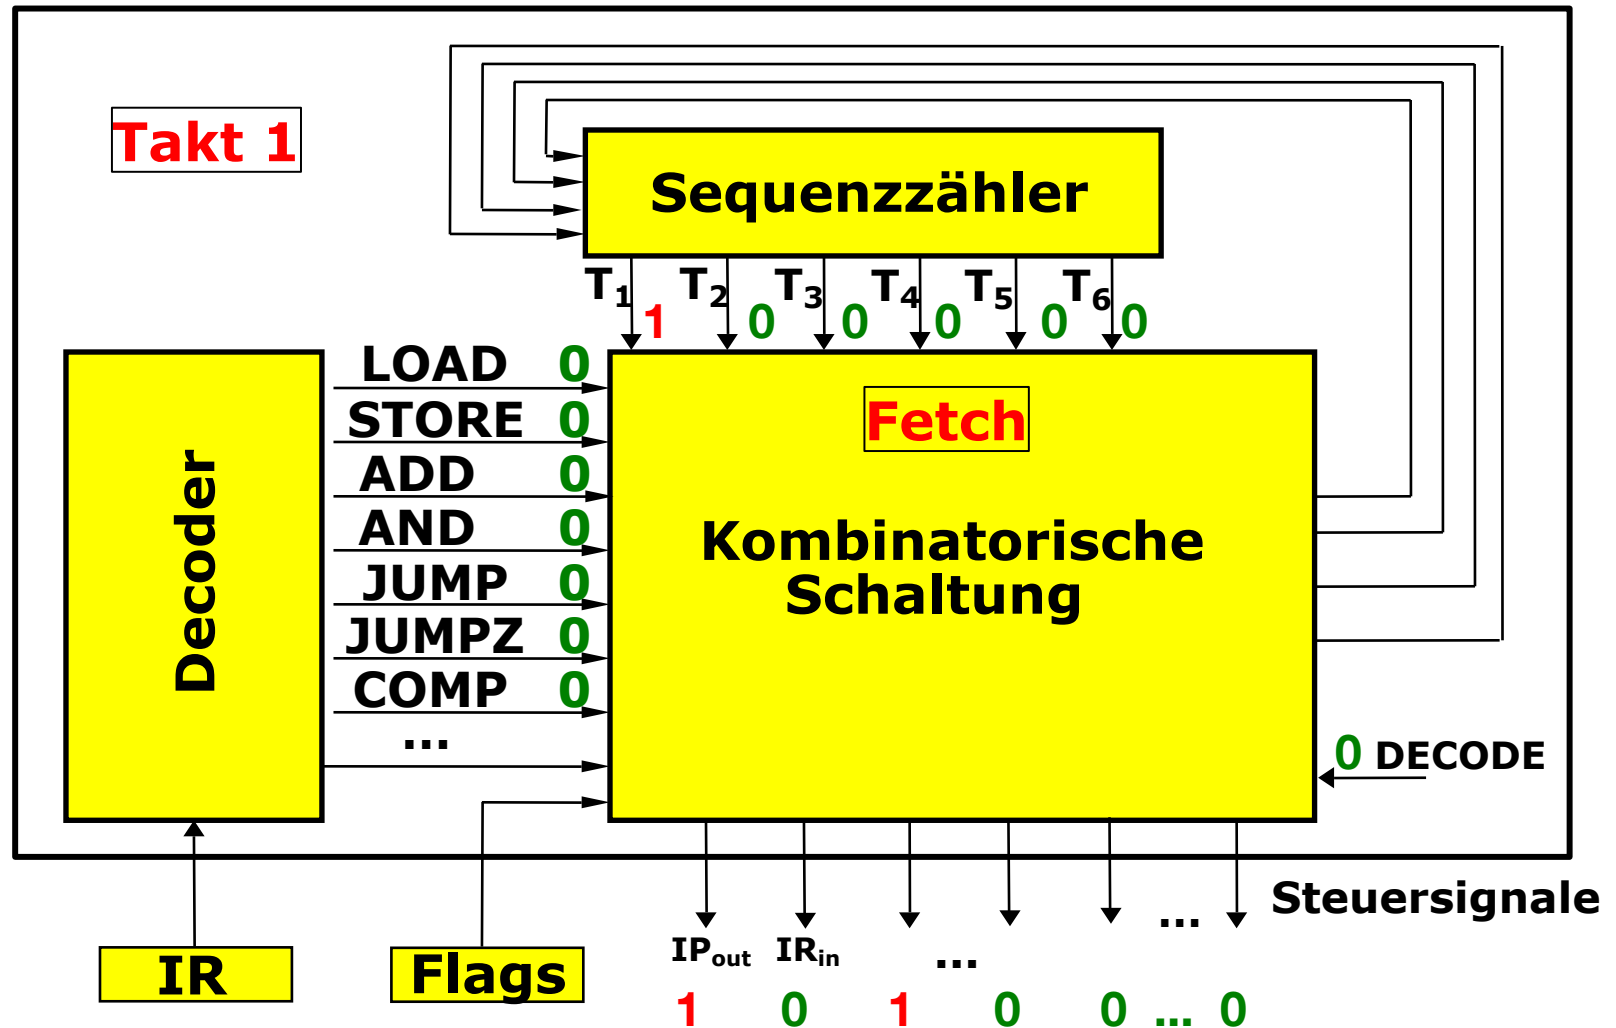 Takt 1
Sequenzzähler
T1 T2 T3 T4 T5 T6
1 0 0 0 0 0
LOAD 0
STORE 0
ADD 0
AND 0
JUMP 0
JUMPZ 0
COMP 0
...
Decoder
Fetch
Kombinatorische
Schaltung
0 DECODE
Steuersignale
...
IPout IRin ...
1 0 1 0 0 ... 0
IR
Flags